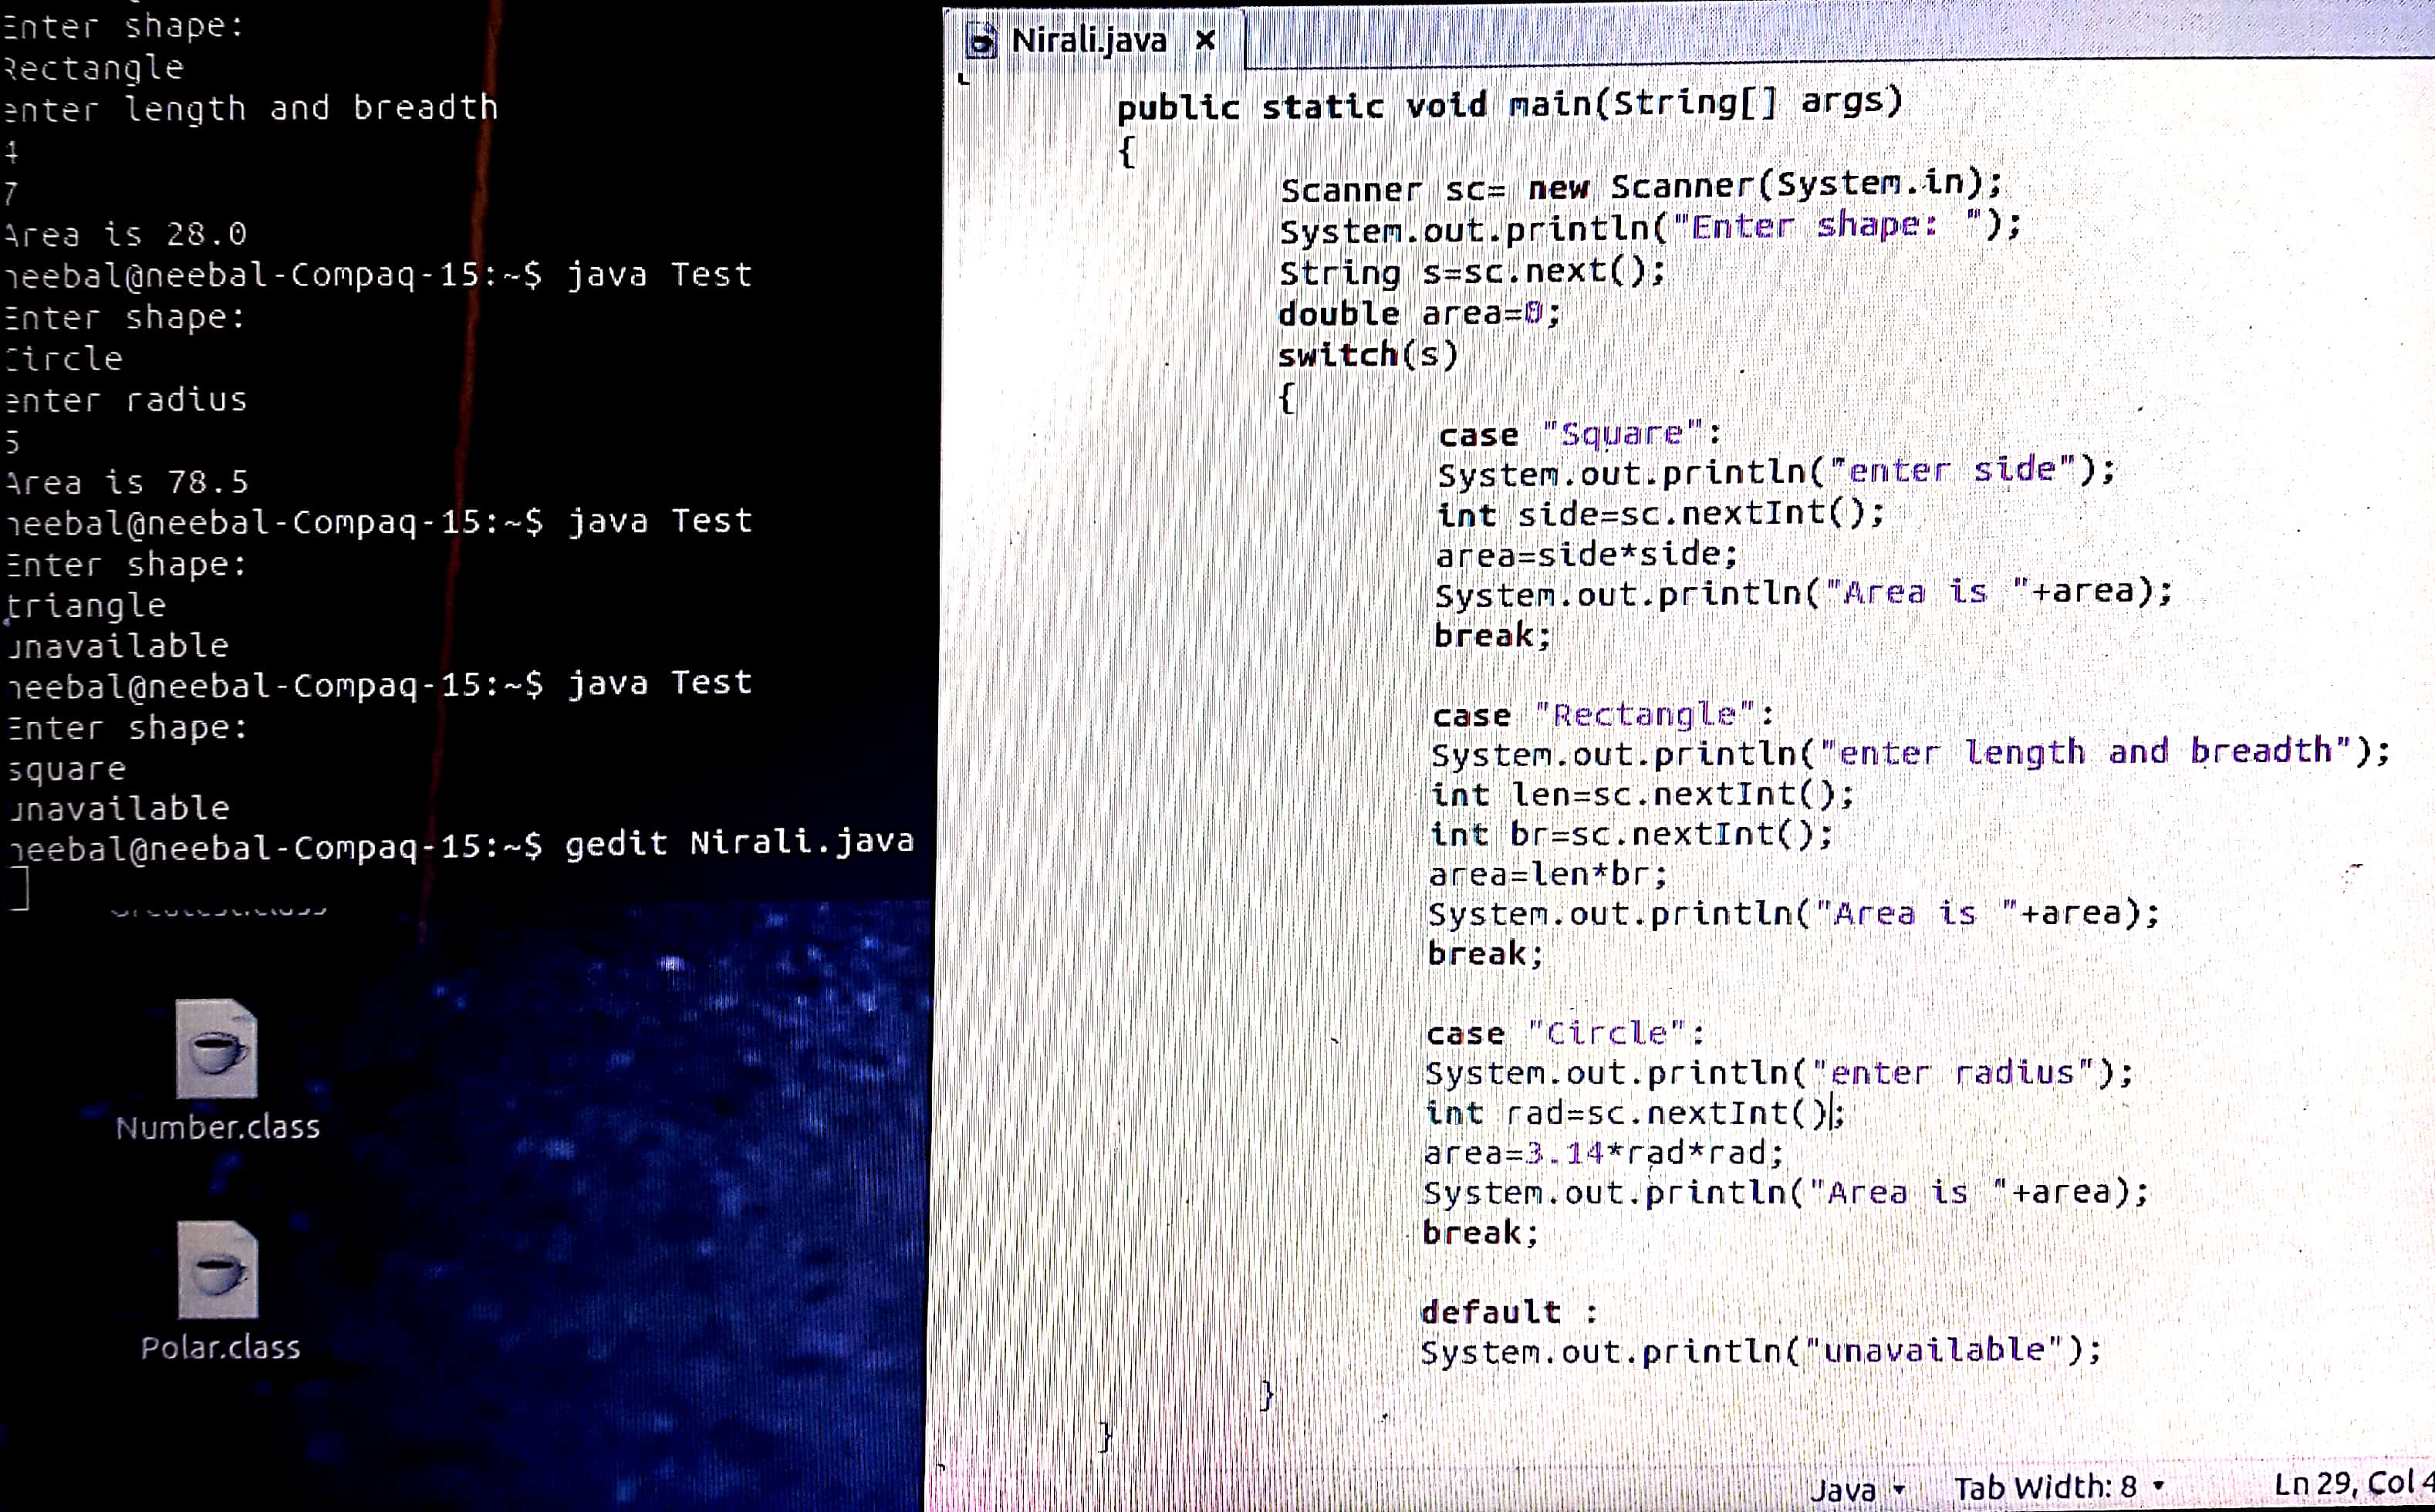 Enter shape:
Rectangle
enter length and breadth
4
7
Area is 28.0
neebal@neebal-Compaq-15:~$ java Test
Enter shape:
Circle
enter radius
5
Area is 78.5
neebal@neebal-Compaq-15:~$ java Test
Enter shape:
triangle
unavailable
neebal@neebal-Compaq-15:~$ java Test
Enter shape:
square
unavailable
neebal@neebal-Compaq-15:~$ gedit Nirali.java
Number.class
Polar.class
Nirali.java ×
public static void main(String[] args)
{
Scanner sc= new Scanner(System.in);
System.out.println("Enter shape: ");
String s=sc.next();
double area=0;
switch(s)
{
case "Square":
System.out.println("enter side");
int side=sc.nextInt();
area=side*side;
System.out.println("Area is "+area);
break;
case "Rectangle":
System.out.println("enter length and breadth");
int len=sc.nextInt();
int br=sc.nextInt();
area=len*br;
System.out.println("Area is "+area);
break;
case "Circle":
System.out.println("enter radius");
int rad=sc.nextInt();
area=3.14*rad*rad;
System.out.println("Area is "+area);
break;
default :
System.out.println("unavailable");
}
}
Java Tab Width: 8 Ln 29, Col 4